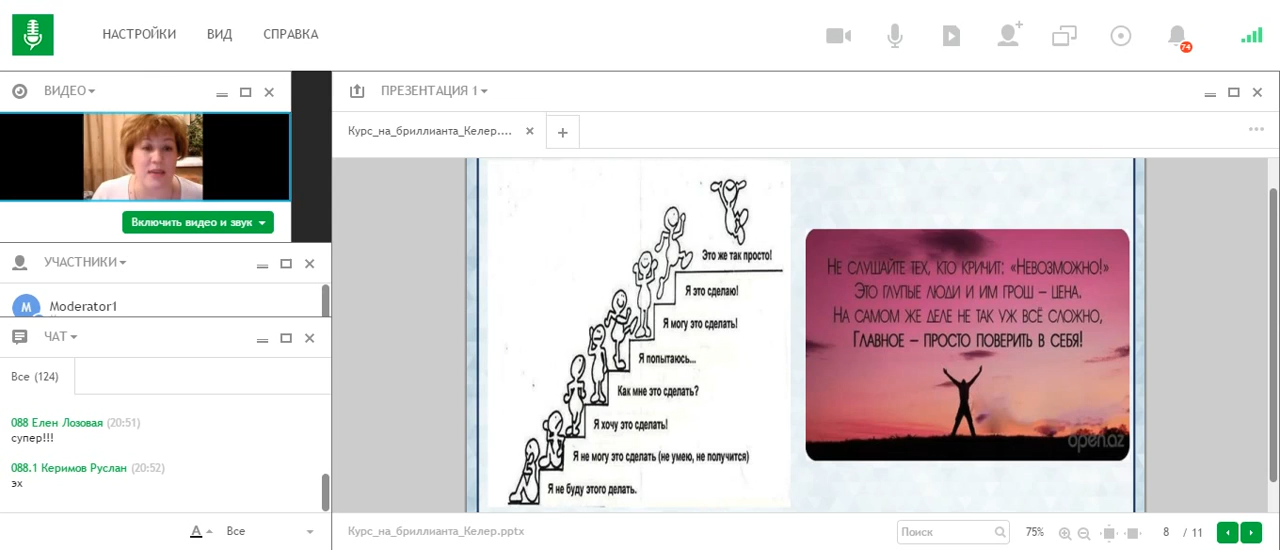 НАСТРОЙКИ ВИД СПРАВКА
74
ВИДЕО
Включить видео и звук
УЧАСТНИКИ
M Moderator1
ЧАТ
Все (124)
088 Елен Лозовая (20:51)
супер!!!
088.1 Керимов Руслан (20:52)
эх
A Все
ПРЕЗЕНТАЦИЯ 1
Курс_на_бриллианта_Келер....
Это же так просто!
Я это сделаю!
Я могу это сделать!
Я попытаюсь...
Как мне это сделать?
Я хочу это сделать!
Я не могу это сделать (не умею, не получится)
Я не буду этого делать.
Не слушайте тех, кто кричит: «Невозможно!»
Это глупые люди и им грош – цена.
На самом же деле не так уж всё сложно,
Главное – просто поверить в себя!
open.az
Курс_на_бриллианта_Келер.pptx
Поиск
75%
8 / 11